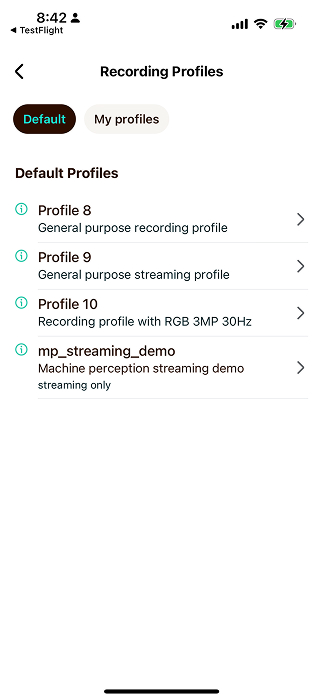 8:42
TestFlight
Recording Profiles
Default
My profiles
Default Profiles
Profile 8
General purpose recording profile
Profile 9
General purpose streaming profile
Profile 10
Recording profile with RGB 3MP 30Hz
mp_streaming_demo
Machine perception streaming demo
streaming only